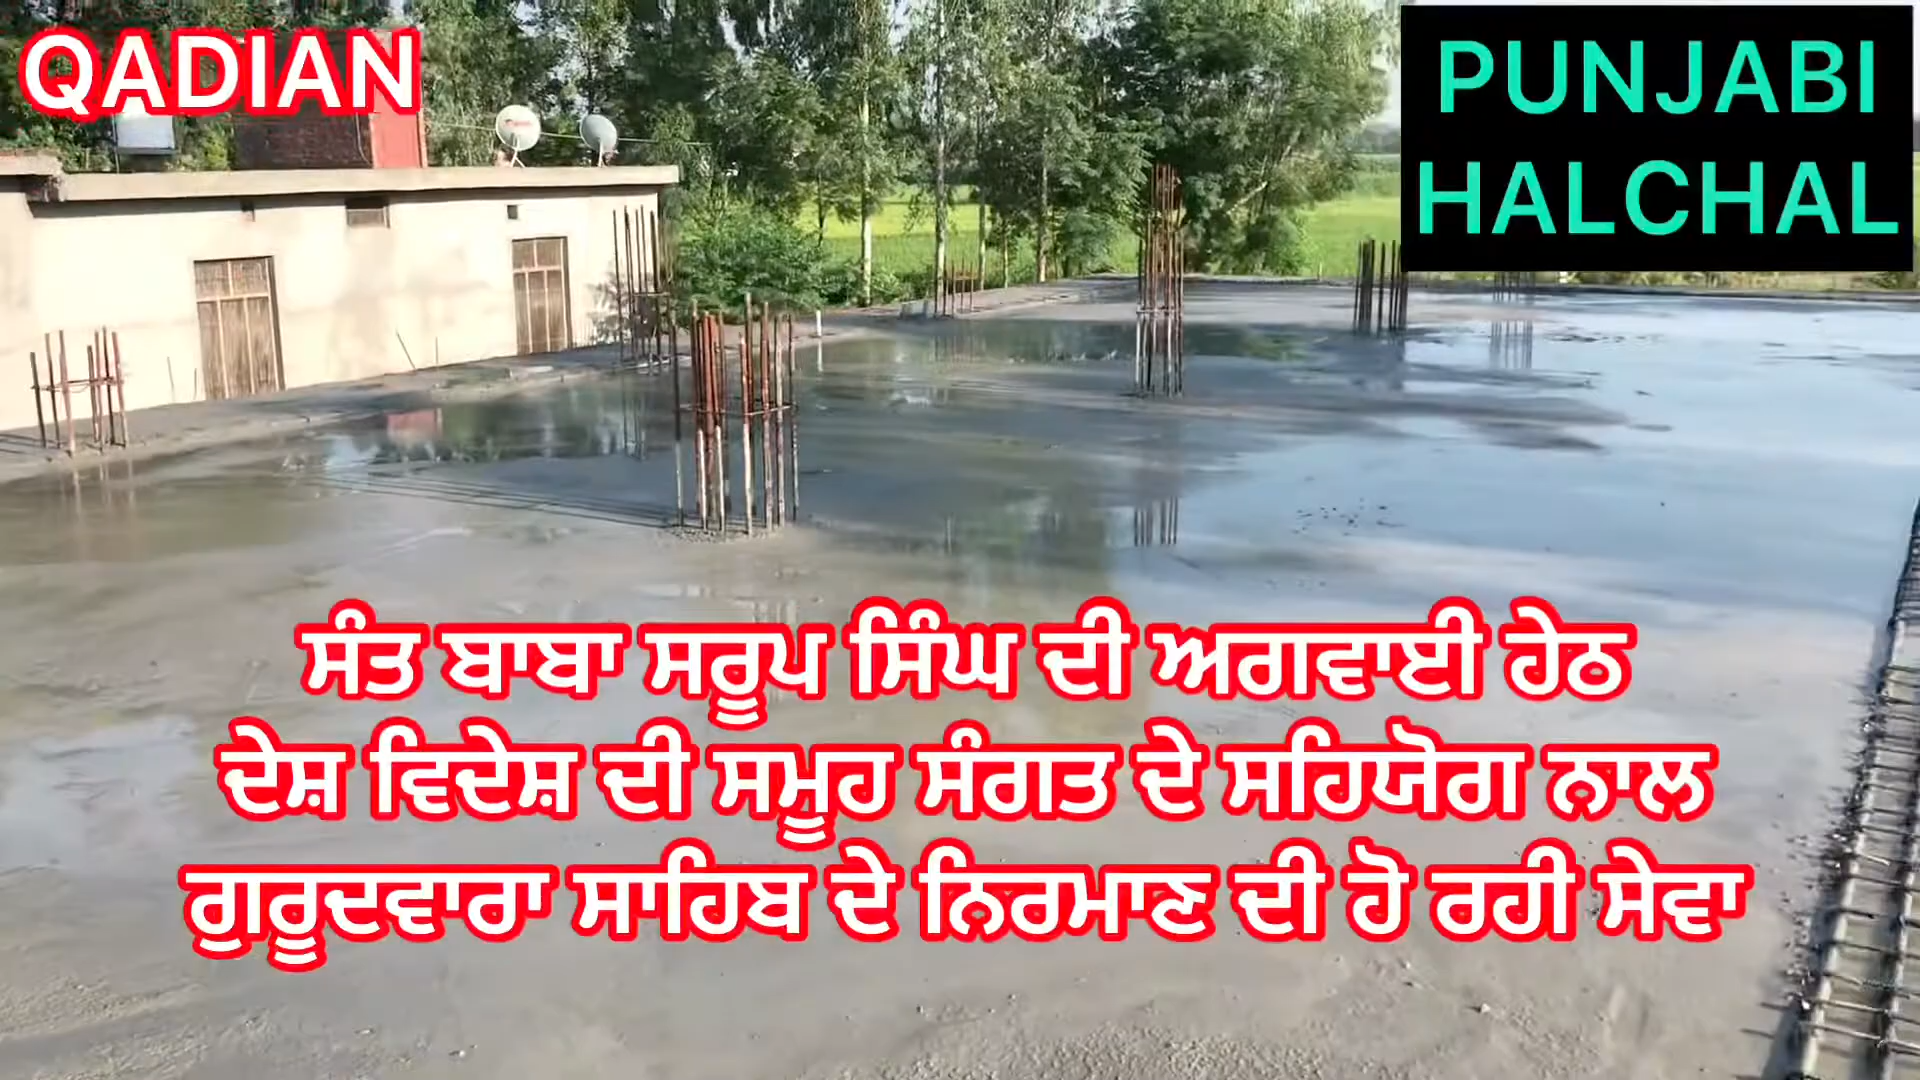 QADIAN
PUNJABI
HALCHAL
ਸੰਤ ਬਾਬਾ ਸਰੂਪ ਸਿੰਘ ਦੀ ਅਗਵਾਈ ਹੇਠ
ਦੇਸ਼ ਵਿਦੇਸ਼ ਦੀ ਸਮੂਹ ਸੰਗਤ ਦੇ ਸਹਿਯੋਗ ਨਾਲ
ਗੁਰੂਦਵਾਰਾ ਸਾਹਿਬ ਦੇ ਨਿਰਮਾਣ ਦੀ ਹੋ ਰਹੀ ਸੇਵਾ